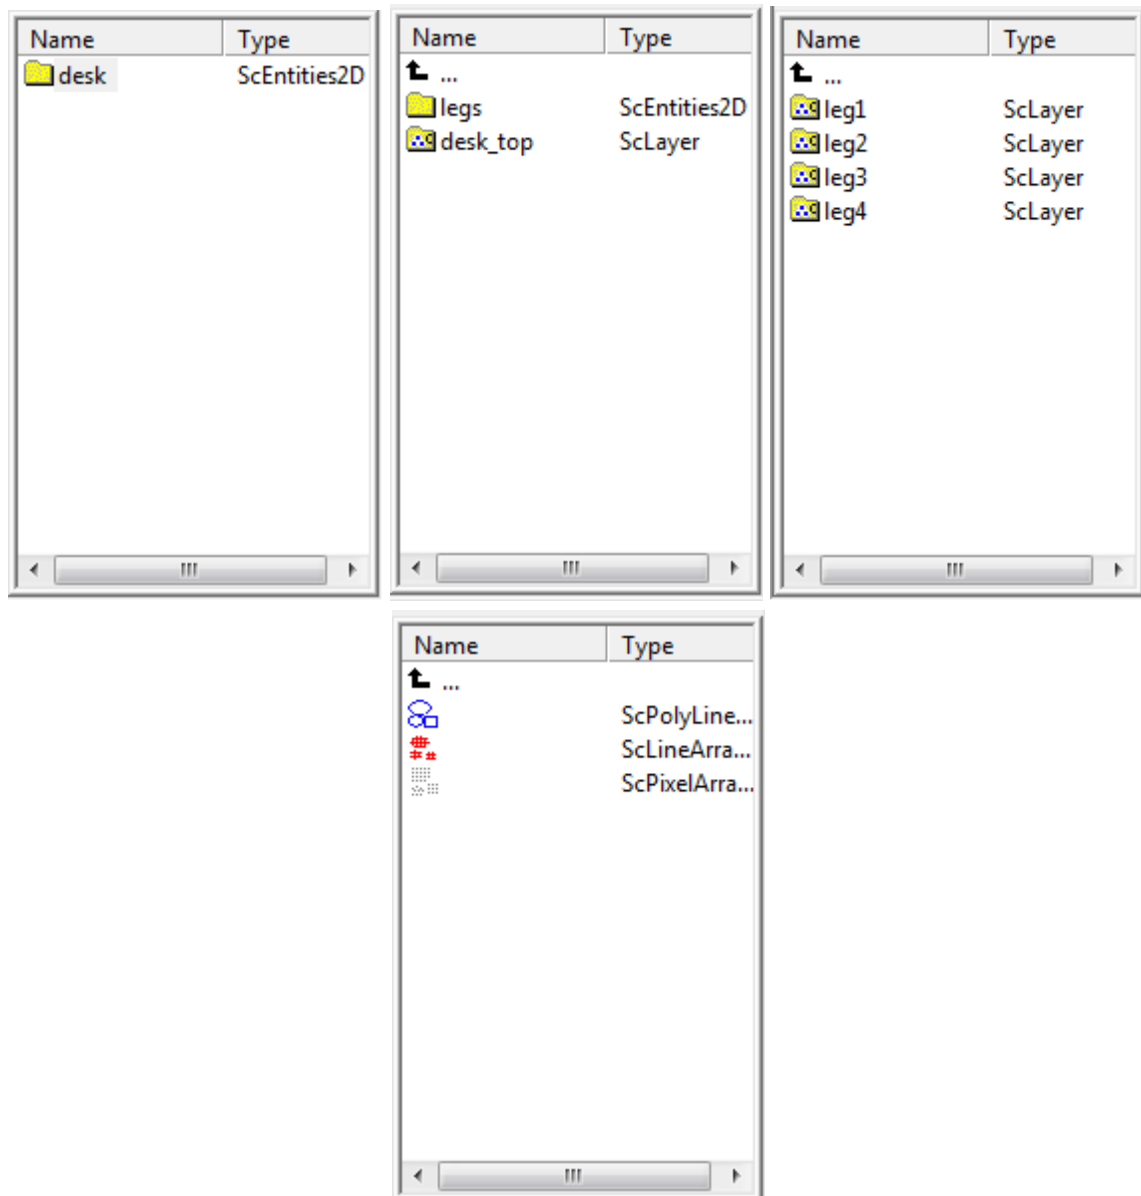 Name Type
desk ScEntities2D
Name Type
...
legs ScEntities2D
desk_top ScLayer
Name Type
...
leg1 ScLayer
leg2 ScLayer
leg3 ScLayer
leg4 ScLayer
Name Type
...
ScPolyLine...
ScLineArra...
ScPixelArra...